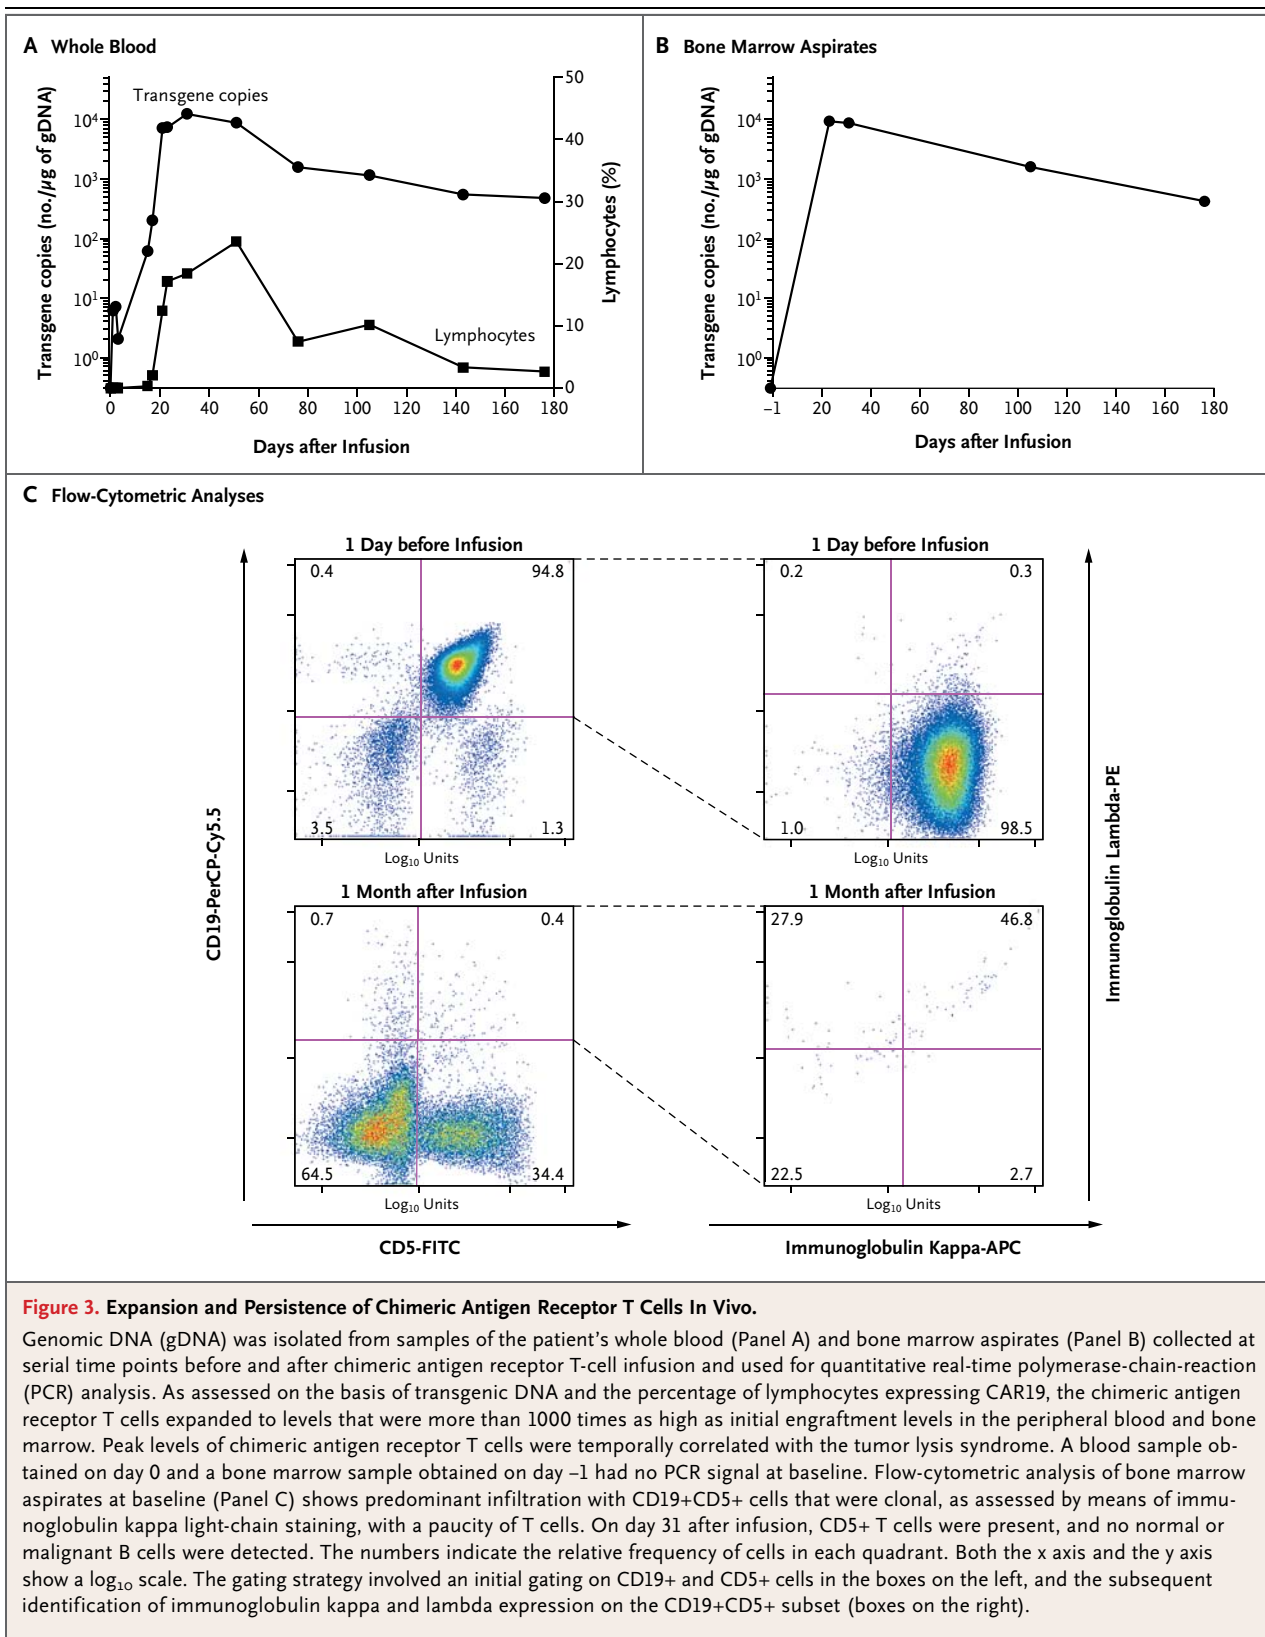 A Whole Blood
Transgene copies (no./µg of gDNA)
10⁴
10³
10²
10¹
10⁰
Transgene copies
Lymphocytes
50
40
30
20
10
0
Lymphocytes (%)
0 20 40 60 80 100 120 140 160 180
Days after Infusion
B Bone Marrow Aspirates
Transgene copies (no./µg of gDNA)
10⁴
10³
10²
10¹
10⁰
–1 20 40 60 80 100 120 140 160 180
Days after Infusion
C Flow-Cytometric Analyses
CD19-PerCP-Cy5.5
1 Day before Infusion
0.4 94.8
3.5 1.3
Log₁₀ Units
1 Day before Infusion
0.2 0.3
1.0 98.5
Log₁₀ Units
1 Month after Infusion
0.7 0.4
64.5 34.4
Log₁₀ Units
1 Month after Infusion
27.9 46.8
22.5 2.7
Log₁₀ Units
Immunoglobulin Lambda-PE
CD5-FITC
Immunoglobulin Kappa-APC
Figure 3. Expansion and Persistence of Chimeric Antigen Receptor T Cells In Vivo.
Genomic DNA (gDNA) was isolated from samples of the patient's whole blood (Panel A) and bone marrow aspirates (Panel B) collected at
serial time points before and after chimeric antigen receptor T-cell infusion and used for quantitative real-time polymerase-chain-reaction
(PCR) analysis. As assessed on the basis of transgenic DNA and the percentage of lymphocytes expressing CAR19, the chimeric antigen
receptor T cells expanded to levels that were more than 1000 times as high as initial engraftment levels in the peripheral blood and bone
marrow. Peak levels of chimeric antigen receptor T cells were temporally correlated with the tumor lysis syndrome. A blood sample ob-
tained on day 0 and a bone marrow sample obtained on day –1 had no PCR signal at baseline. Flow-cytometric analysis of bone marrow
aspirates at baseline (Panel C) shows predominant infiltration with CD19+CD5+ cells that were clonal, as assessed by means of immu-
noglobulin kappa light-chain staining, with a paucity of T cells. On day 31 after infusion, CD5+ T cells were present, and no normal or
malignant B cells were detected. The numbers indicate the relative frequency of cells in each quadrant. Both the x axis and the y axis
show a log₁₀ scale. The gating strategy involved an initial gating on CD19+ and CD5+ cells in the boxes on the left, and the subsequent
identification of immunoglobulin kappa and lambda expression on the CD19+CD5+ subset (boxes on the right).